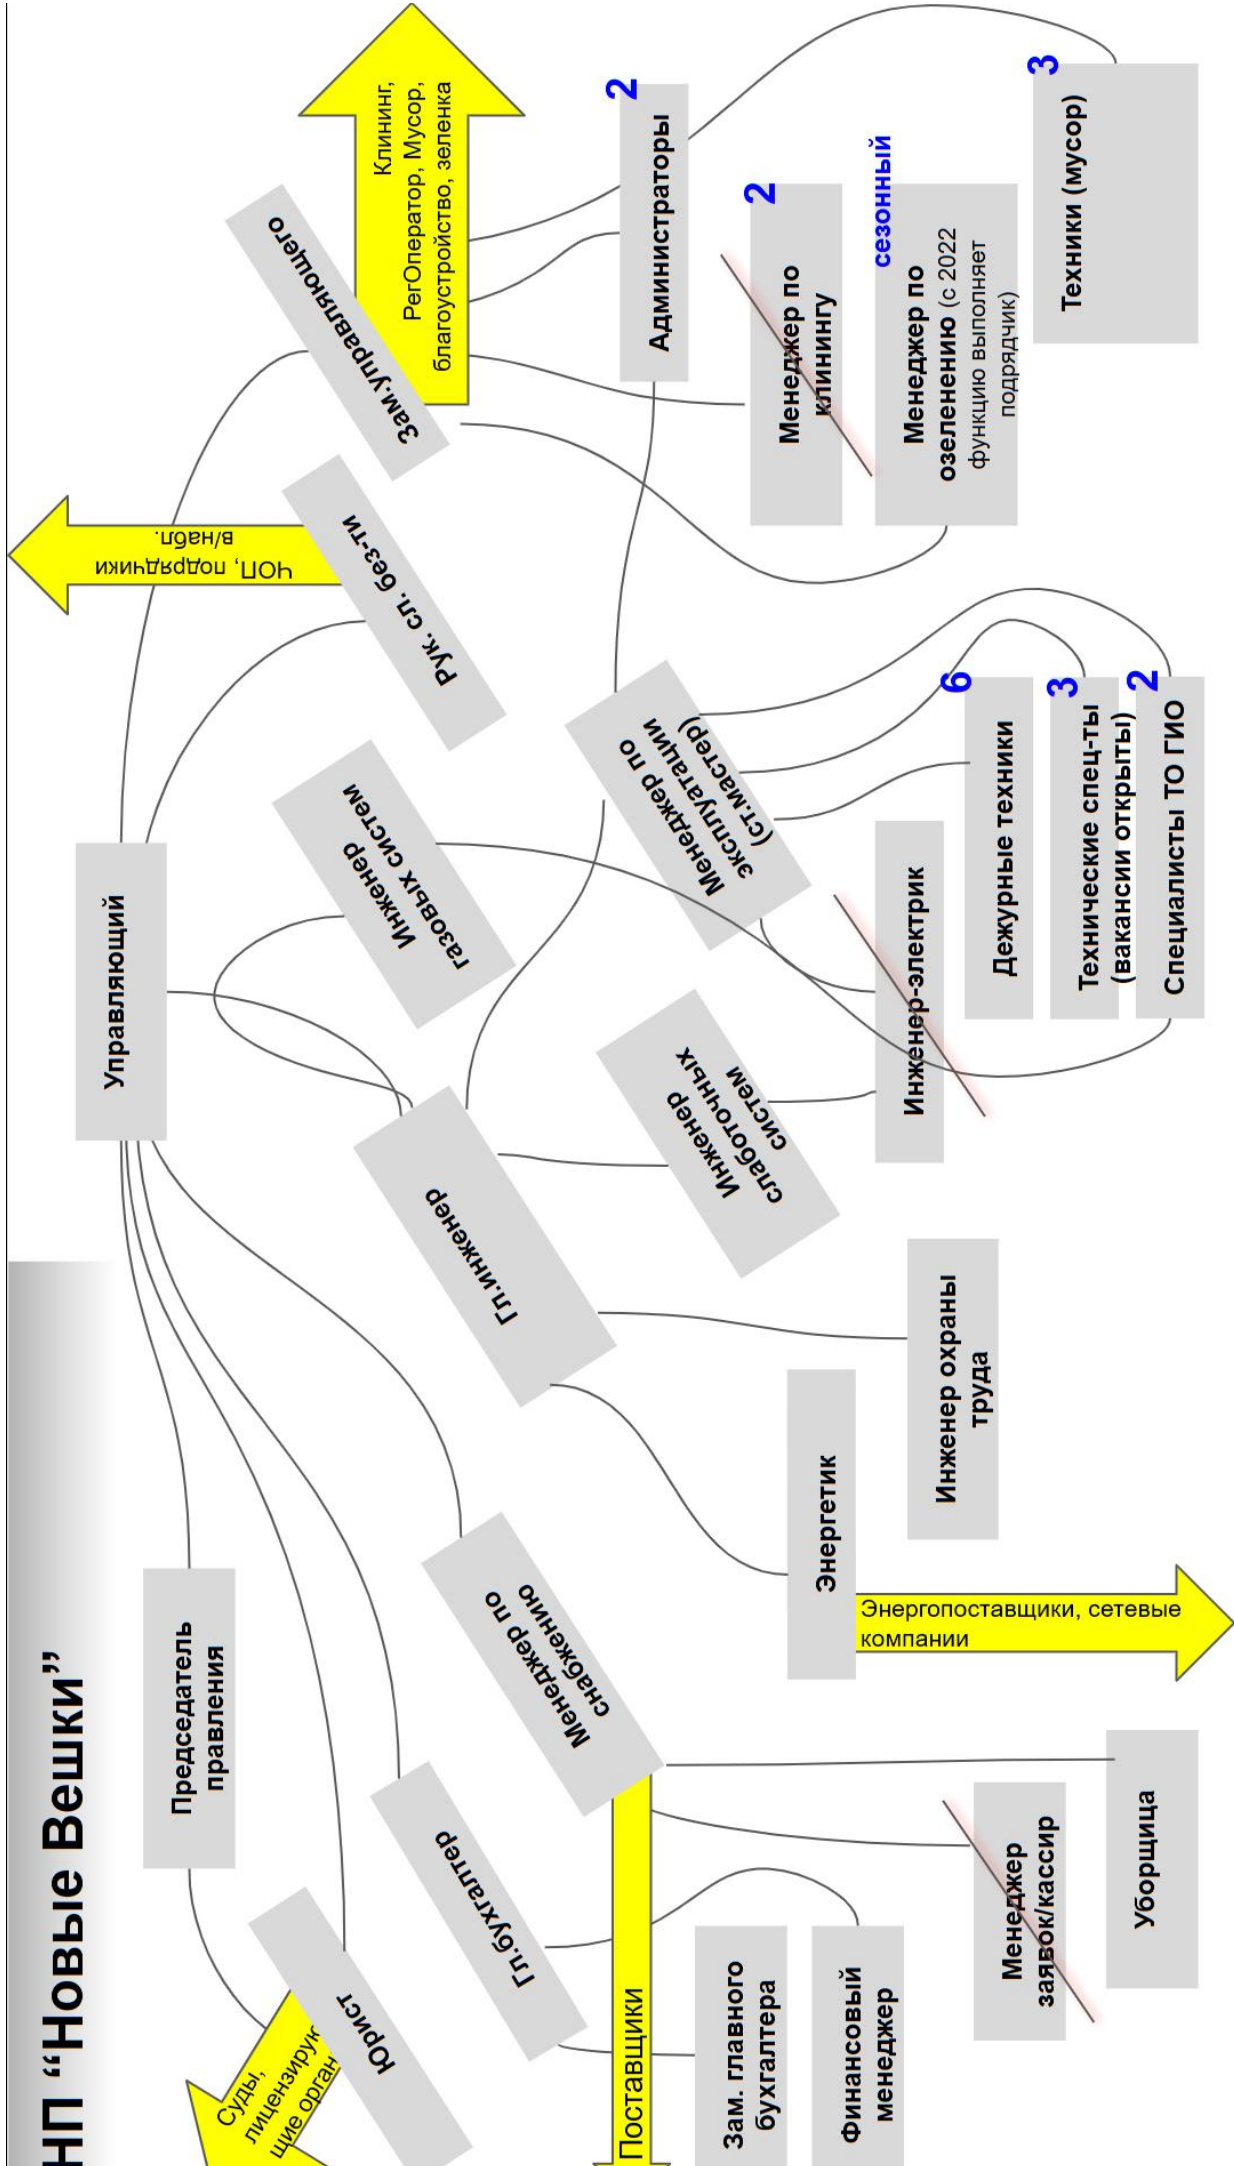 НП “Новые Вешки”
Председатель
правления
Управляющий
Юрист
Суды,
щие орган
Гл.бухгалтер
Менеджер по
снабжению
Поставщики
Гл.инженер
Инженер
газовых систем
Рук. сл. без-ти
ЧОП, подрядчики
в/набл.
Зам.управляющего
Клининг,
РегОператор, Мусор,
благоустройство, зеленка
Зам. главного
бухгалтера
Финансовый
менеджер
Менеджер
заявок/кассир
Уборщица
Энергетик
Энергопоставщики, сетевые
компании
Инженер охраны
труда
Инженер
слаботочных
систем
Менеджер по
эксплуатации
(ст.мастер)
Инженер-электрик
Дежурные техники
6
Технические спец-ты
(вакансии открыты)
3
Специалисты ТО ГИО
2
Администраторы
2
Менеджер по
клинингу
2
сезонный
Менеджер по
озеленению (с 2022
функцию выполняет
подрядчик)
Техники (мусор)
3